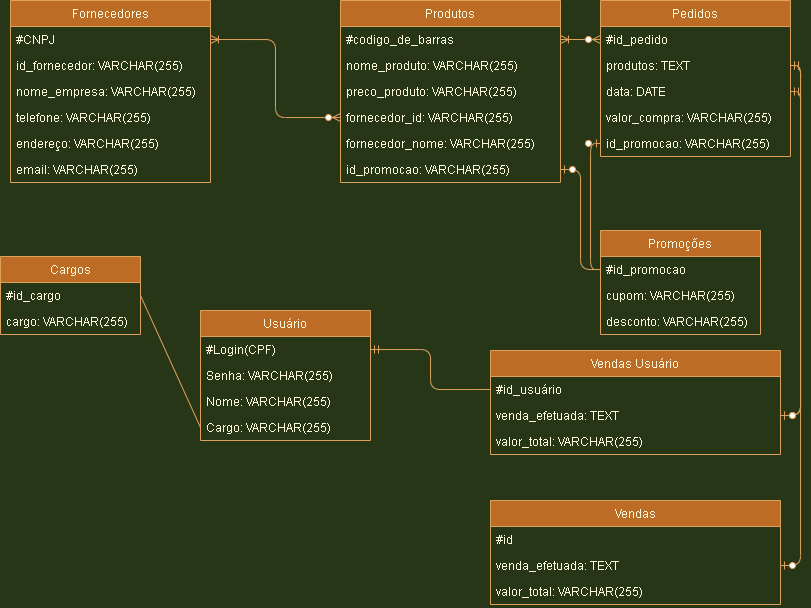 Fornecedores
#CNPJ
id_fornecedor: VARCHAR(255)
nome_empresa: VARCHAR(255)
telefone: VARCHAR(255)
endereço: VARCHAR(255)
email: VARCHAR(255)
Produtos
#codigo_de_barras
nome_produto: VARCHAR(255)
preco_produto: VARCHAR(255)
fornecedor_id: VARCHAR(255)
fornecedor_nome: VARCHAR(255)
id_promocao: VARCHAR(255)
Pedidos
#id_pedido
produtos: TEXT
data: DATE
valor_compra: VARCHAR(255)
id_promocao: VARCHAR(255)
Promoções
#id_promocao
cupom: VARCHAR(255)
desconto: VARCHAR(255)
Cargos
#id_cargo
cargo: VARCHAR(255)
Usuário
#Login(CPF)
Senha: VARCHAR(255)
Nome: VARCHAR(255)
Cargo: VARCHAR(255)
Vendas Usuário
#id_usuário
venda_efetuada: TEXT
valor_total: VARCHAR(255)
Vendas
#id
venda_efetuada: TEXT
valor_total: VARCHAR(255)